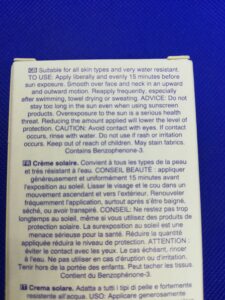 GB Suitable for all skin types and very water resistant.
TO USE: Apply liberally and evenly 15 minutes before
sun exposure. Smooth over face and neck in an upward
and outward motion. Reapply frequently, especially
after swimming, towel drying or sweating. ADVICE: Do not
stay too long in the sun even when using sunscreen
products. Overexposure to the sun is a serious health
threat. Reducing the amount applied will lower the level of
protection. CAUTION: Avoid contact with eyes. If contact
occurs, rinse with water. Do not use if rash or irritation
occurs. Keep out of reach of children. May stain fabrics.
Contains Benzophenone-3.
Crème solaire. Convient à tous les types de la peau
et très résistant à l'eau. CONSEIL BEAUTÉ : appliquer
généreusement et uniformément 15 minutes avant
l'exposition au soleil. Lisser le visage et le cou dans un
mouvement ascendant et vers l'extérieur. Renouveler
fréquemment l'application, surtout après s'être baigné,
séché, ou avoir transpiré. CONSEIL: Ne restez pas trop
longtemps au soleil, même si vous utilisez des produits de
protection solaire. La surexposition au soleil est une
menace sérieuse pour la santé. Réduire la quantité
appliquée réduira le niveau de protection. ATTENTION :
éviter le contact avec les yeux. Le cas échéant, rincer
à l'eau. Ne pas utiliser en cas d'éruption ou d'irritation.
Tenir hors de la portée des enfants. Peut tacher les tissus.
Contient du Benzophénone-3.
Crema solare. Adatta a tutti i tipi di pelle e fortemente
resistente all'acqua. USO: Applicare generosamente